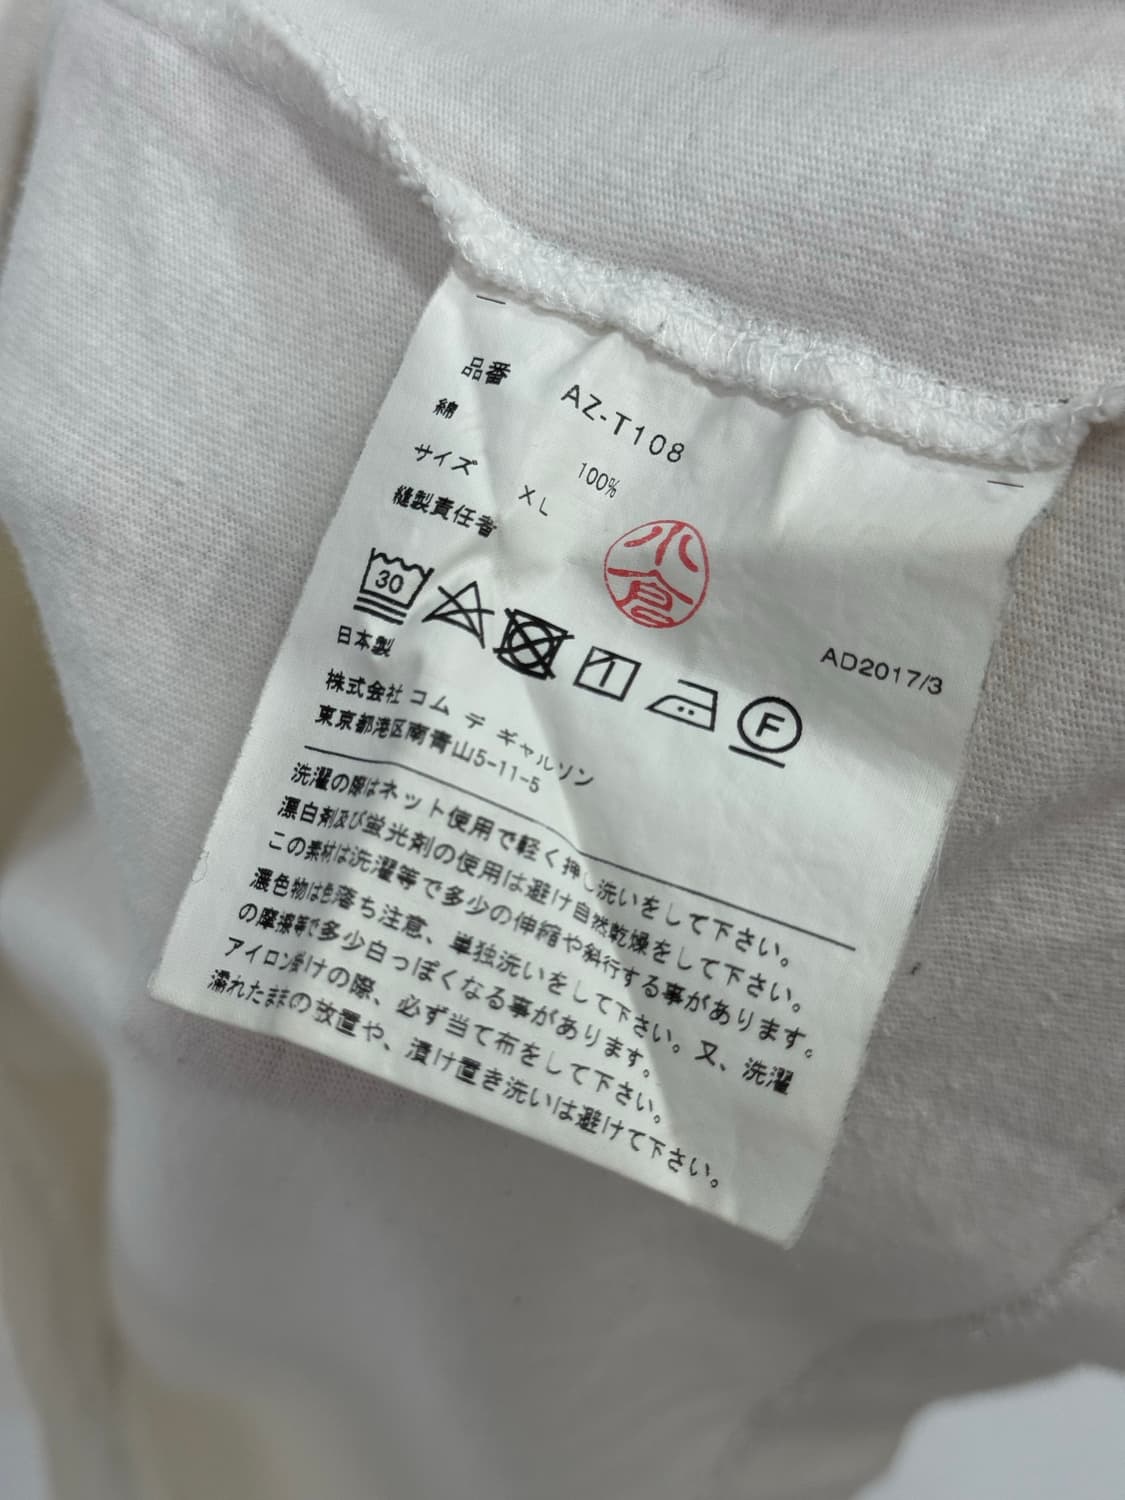 品番 AZ-T108
綿 100%
サイズ XL
縫製責任者
小倉
30
F
AD2017/3
日本製
株式会社 コム デ ギャルソン
東京都港区南青山5-11-5
洗濯の際はネット使用で軽く押し洗いをして下さい。
漂白剤及び蛍光剤の使用は避け自然乾燥をして下さい。
この素材は洗濯等で多少の伸縮や斜行する事があります。
濃色物は色落ち注意、単独洗いをして下さい。又、洗濯
の摩擦等で多少白っぽくなる事があります。
アイロン掛けの際、必ず当て布をして下さい。
濡れたままの放置や、漬け置き洗いは避けて下さい。